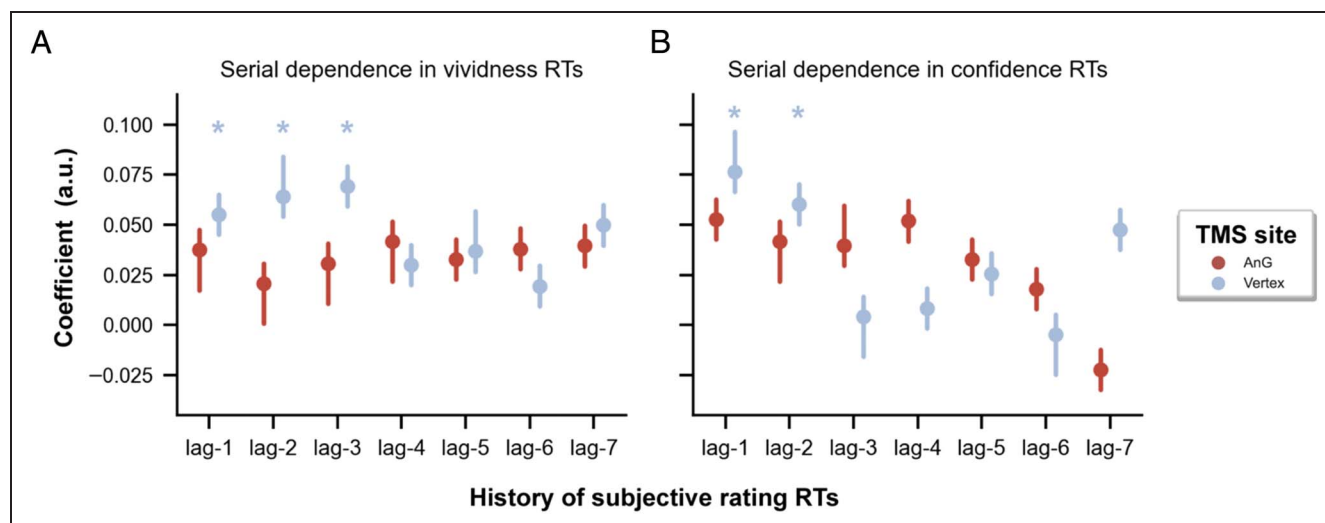 A
B
Serial dependence in vividness RTs
Serial dependence in confidence RTs
* * *
* *
Coefficient (a.u.)
0.100
0.075
0.050
0.025
0.000
−0.025
lag-1 lag-2 lag-3 lag-4 lag-5 lag-6 lag-7
lag-1 lag-2 lag-3 lag-4 lag-5 lag-6 lag-7
History of subjective rating RTs
TMS site
AnG
Vertex